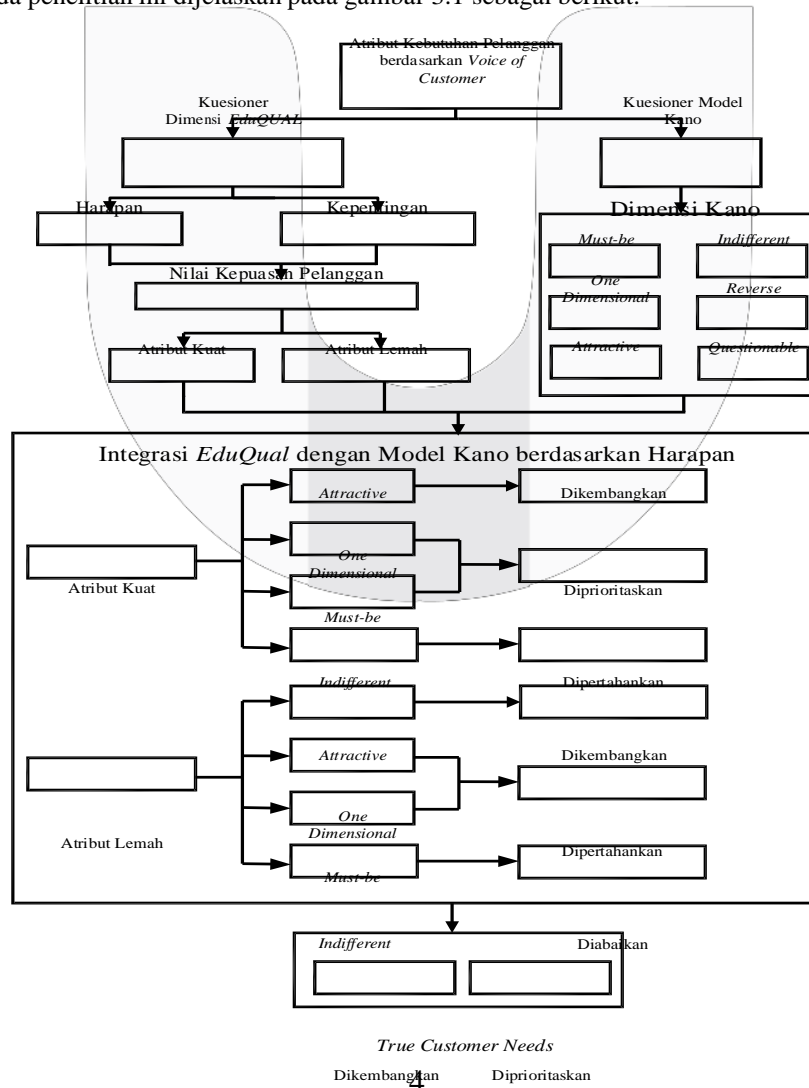 da penelitian ini dijelaskan pada gambar 3.1 sebagai berikut:
Atribut Kebutuhan Pelanggan
berdasarkan Voice of
Customer
Kuesioner
Dimensi EduQUAL
Kuesioner Model
Kano
Harapan
Kepentingan
Dimensi Kano
Must-be
Indifferent
One
Dimensional
Reverse
Attractive
Questionable
Nilai Kepuasan Pelanggan
Atribut Kuat
Atribut Lemah
Integrasi EduQual dengan Model Kano berdasarkan Harapan
Attractive
Dikembangkan
One
Dimensional
Atribut Kuat
Diprioritaskan
Must-be
Indifferent
Dipertahankan
Attractive
Dikembangkan
One
Dimensional
Atribut Lemah
Dipertahankan
Must-be
Indifferent
Diabaikan
True Customer Needs
Dikembangkan
Diprioritaskan
4